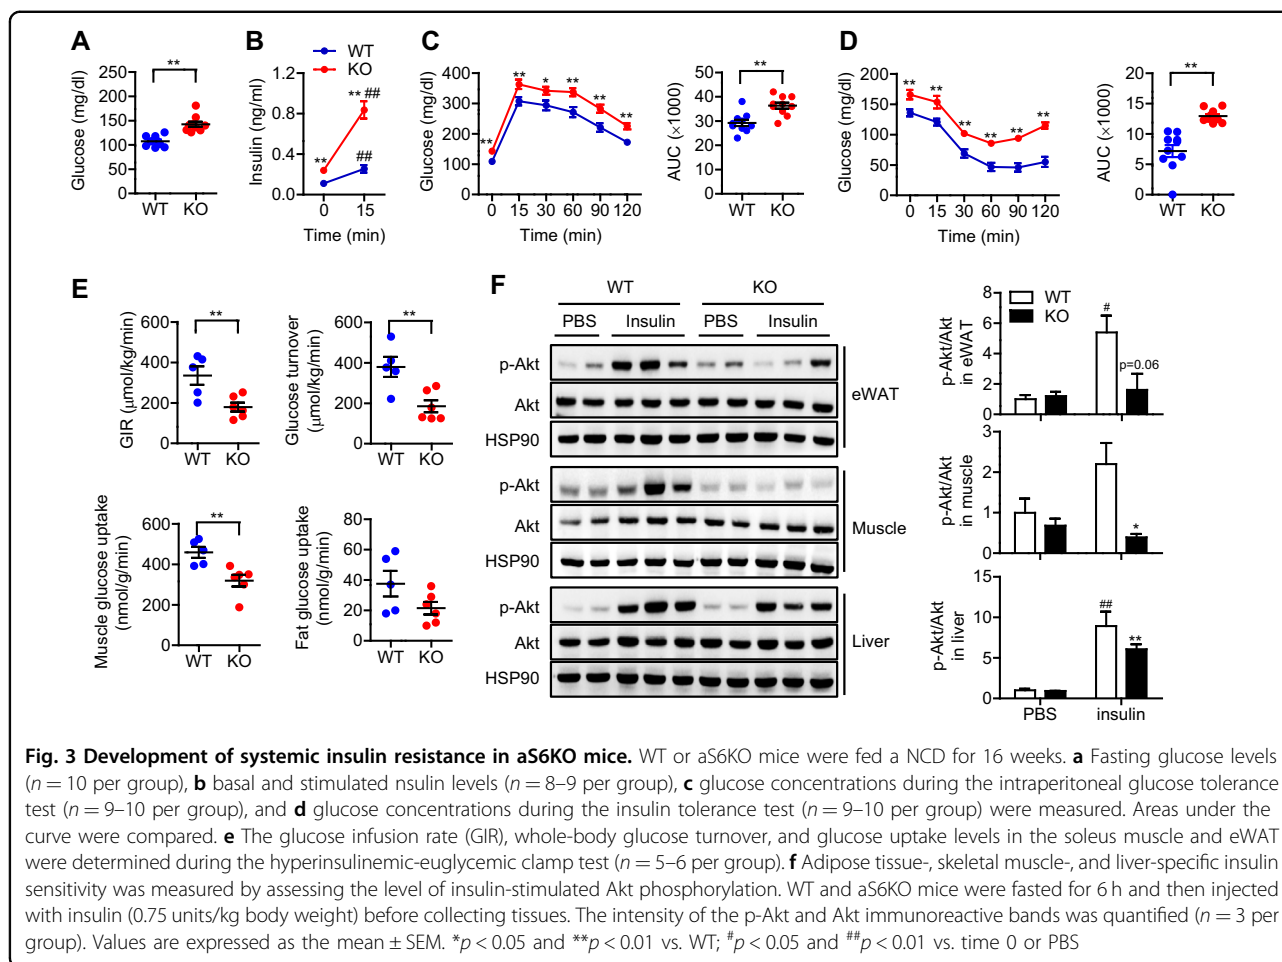 A
Glucose (mg/dl)
250
200
150
100
50
0
**
WT KO
B
WT
KO
Insulin (ng/ml)
1.2
0.8
0.4
0.0
** ##
**
##
0 15
Time (min)
C
Glucose (mg/dl)
400
300
200
100
0
** ** * ** ** **
0 15 30 60 90 120
Time (min)
AUC (×1000)
50
40
30
20
10
0
**
WT KO
D
Glucose (mg/dl)
200
150
100
50
0
** ** ** ** ** **
0 15 30 60 90 120
Time (min)
AUC (×1000)
20
15
10
5
0
**
WT KO
E
GIR (μmol/kg/min)
600
400
200
0
**
WT KO
Glucose turnover
(μmol/kg/min)
600
400
200
0
**
WT KO
Muscle glucose uptake
(nmol/g/min)
600
400
200
0
**
WT KO
Fat glucose uptake
(nmol/g/min)
80
60
40
20
0
WT KO
F
WT KO
PBS Insulin PBS Insulin
p-Akt
Akt
HSP90
eWAT
p-Akt
Akt
HSP90
Muscle
p-Akt
Akt
HSP90
Liver
WT
KO
p-Akt/Akt
in eWAT
8
6
4
2
0
#
p=0.06
p-Akt/Akt
in muscle
4
3
2
1
0
*
p-Akt/Akt
in liver
15
10
5
0
##
**
PBS insulin
Fig. 3 Development of systemic insulin resistance in aS6KO mice. WT or aS6KO mice were fed a NCD for 16 weeks. a Fasting glucose levels
(n = 10 per group), b basal and stimulated nsulin levels (n = 8–9 per group), c glucose concentrations during the intraperitoneal glucose tolerance
test (n = 9–10 per group), and d glucose concentrations during the insulin tolerance test (n = 9–10 per group) were measured. Areas under the
curve were compared. e The glucose infusion rate (GIR), whole-body glucose turnover, and glucose uptake levels in the soleus muscle and eWAT
were determined during the hyperinsulinemic-euglycemic clamp test (n = 5–6 per group). f Adipose tissue-, skeletal muscle-, and liver-specific insulin
sensitivity was measured by assessing the level of insulin-stimulated Akt phosphorylation. WT and aS6KO mice were fasted for 6 h and then injected
with insulin (0.75 units/kg body weight) before collecting tissues. The intensity of the p-Akt and Akt immunoreactive bands was quantified (n = 3 per
group). Values are expressed as the mean ± SEM. *p < 0.05 and **p < 0.01 vs. WT; #p < 0.05 and ##p < 0.01 vs. time 0 or PBS